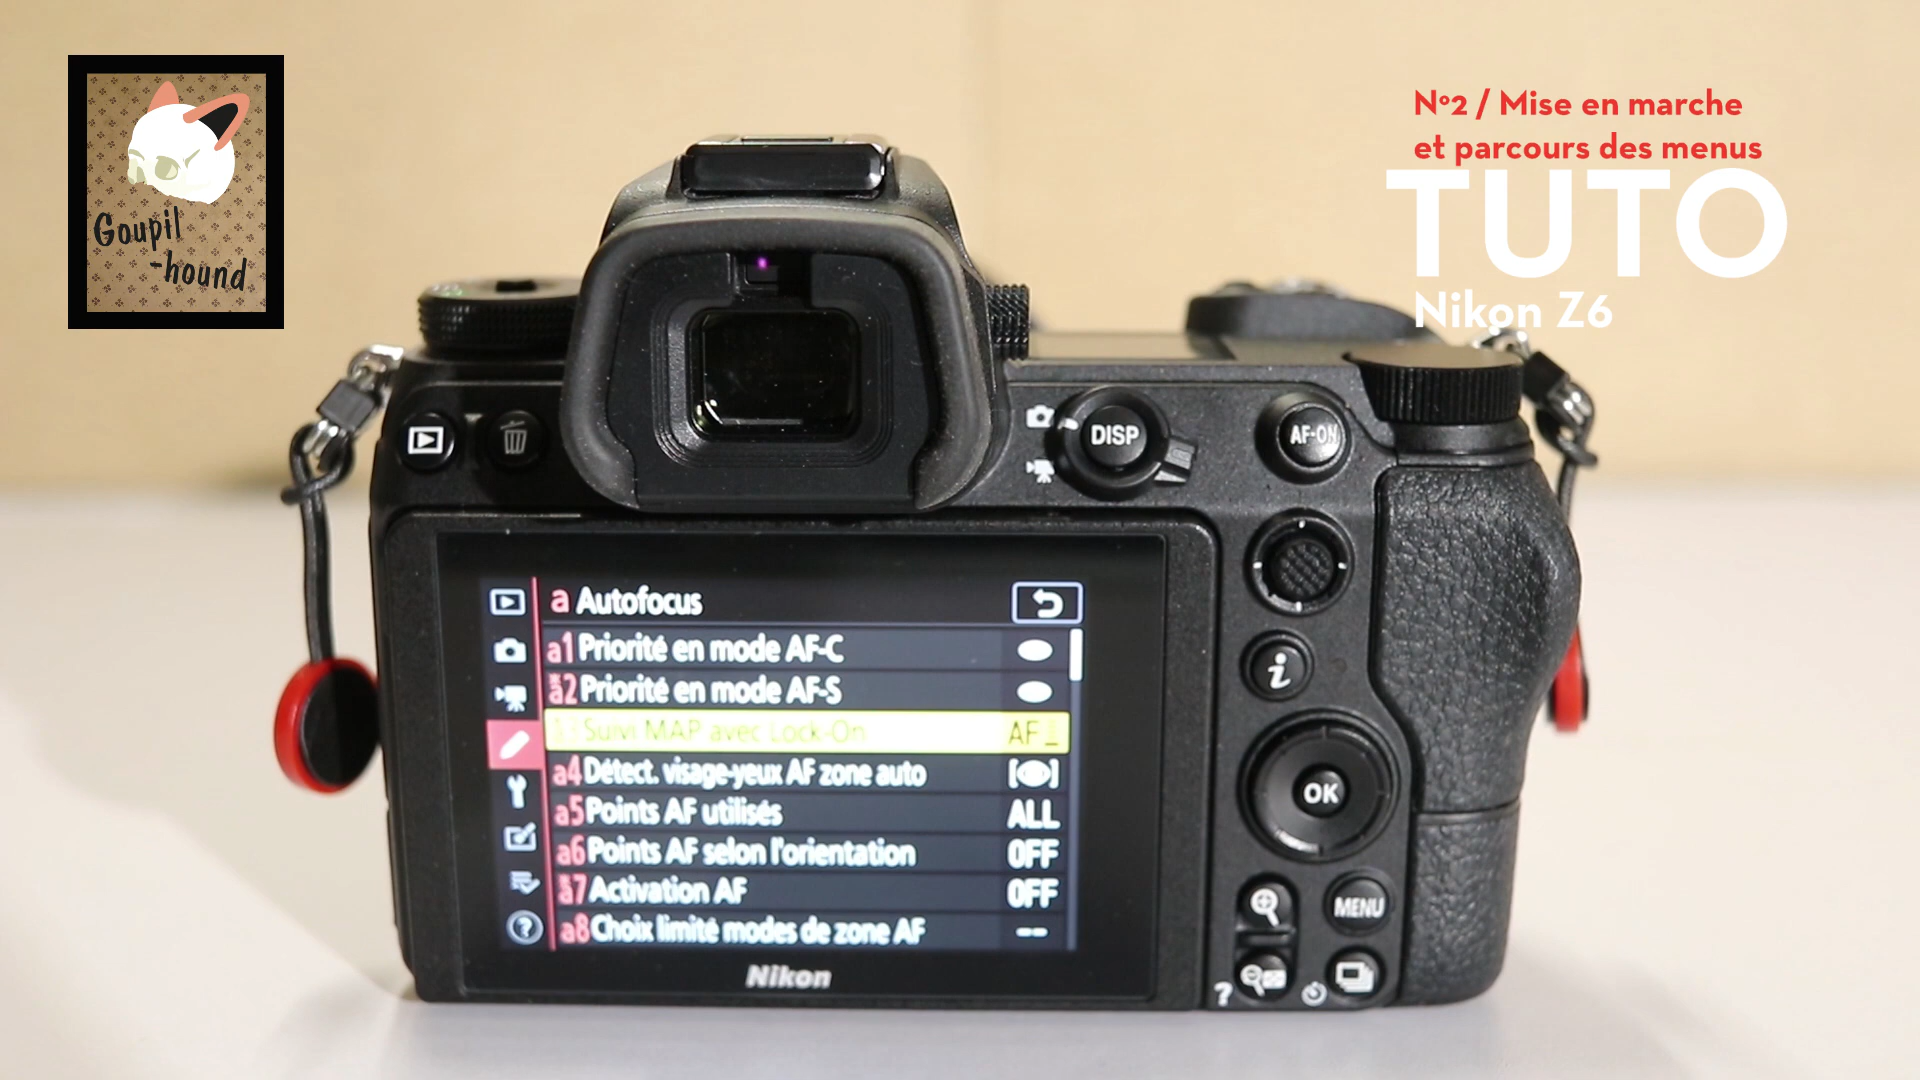 Goupil
-hound
N°2 / Mise en marche
et parcours des menus
TUTO
Nikon Z6
DISP
AF-ON
a Autofocus
a1 Priorité en mode AF-C
a2 Priorité en mode AF-S
a3 Suivi MAP avec Lock-On AF
a4 Détect. visage-yeux AF zone auto
a5 Points AF utilisés ALL
a6 Points AF selon l'orientation OFF
a7 Activation AF OFF
a8 Choix limité modes de zone AF --
i
OK
MENU
?
?
Nikon